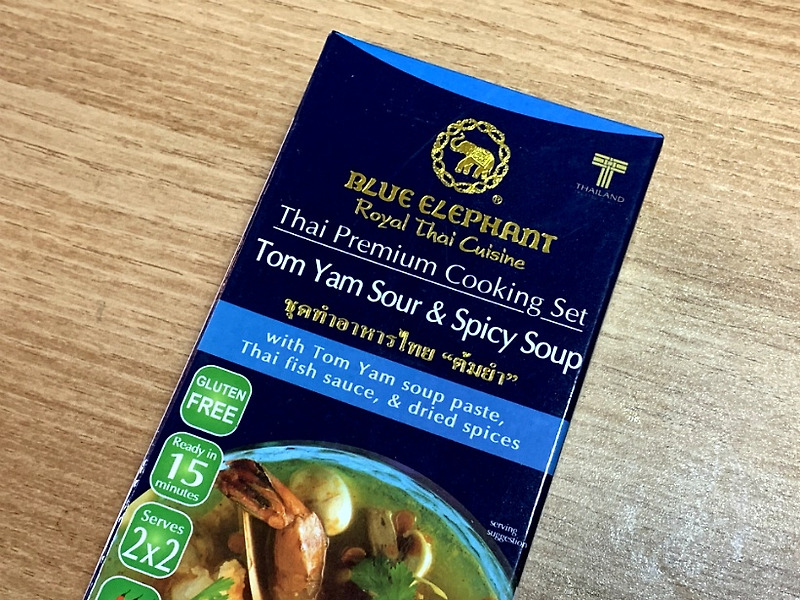 BLUE ELEPHANT
®
Royal Thai Cuisine
THAILAND
Thai Premium Cooking Set
Tom Yam Sour & Spicy Soup
ชุดทำอาหารไทย “ต้มยำ”
with Tom Yam soup paste,
Thai fish sauce, & dried spices
GLUTEN
FREE
Ready in
15
minutes
Serves
2x2
serving
suggestion